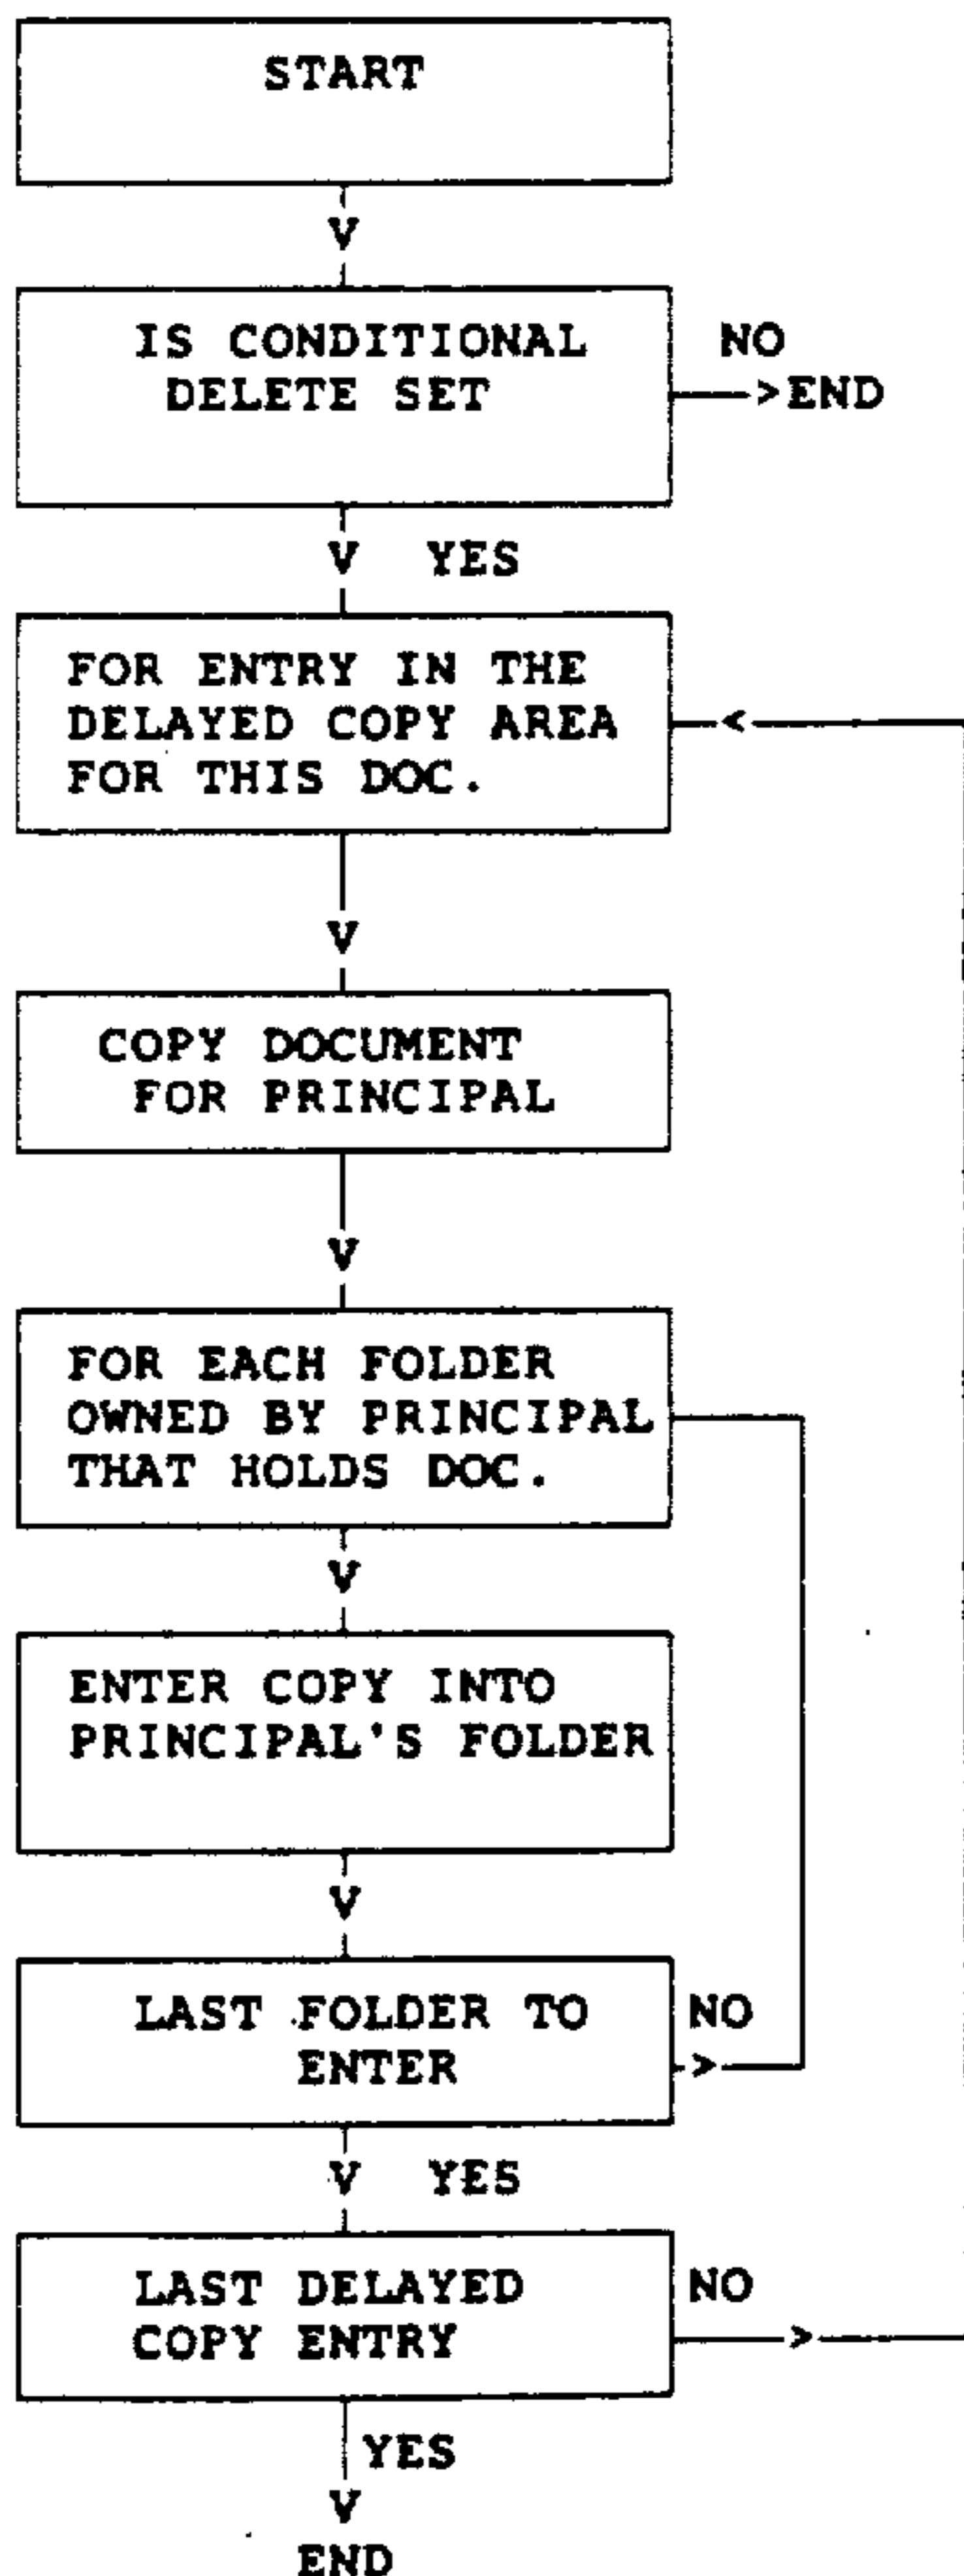 START
V
IS CONDITIONAL
DELETE SET
NO
>END
V YES
FOR ENTRY IN THE
DELAYED COPY AREA
FOR THIS DOC.
<
V
COPY DOCUMENT
FOR PRINCIPAL
V
FOR EACH FOLDER
OWNED BY PRINCIPAL
THAT HOLDS DOC.
V
ENTER COPY INTO
PRINCIPAL'S FOLDER
V
LAST FOLDER TO
ENTER
NO
>
V YES
LAST DELAYED
COPY ENTRY
NO
>
YES
V
END